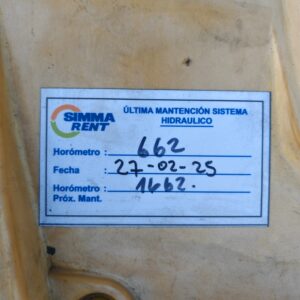 SIMMA
RENT
ÚLTIMA MANTENCIÓN SISTEMA
HIDRAULICO
Horómetro : 662
Fecha : 27-02-25
Horómetro : 1662.
Próx. Mant.